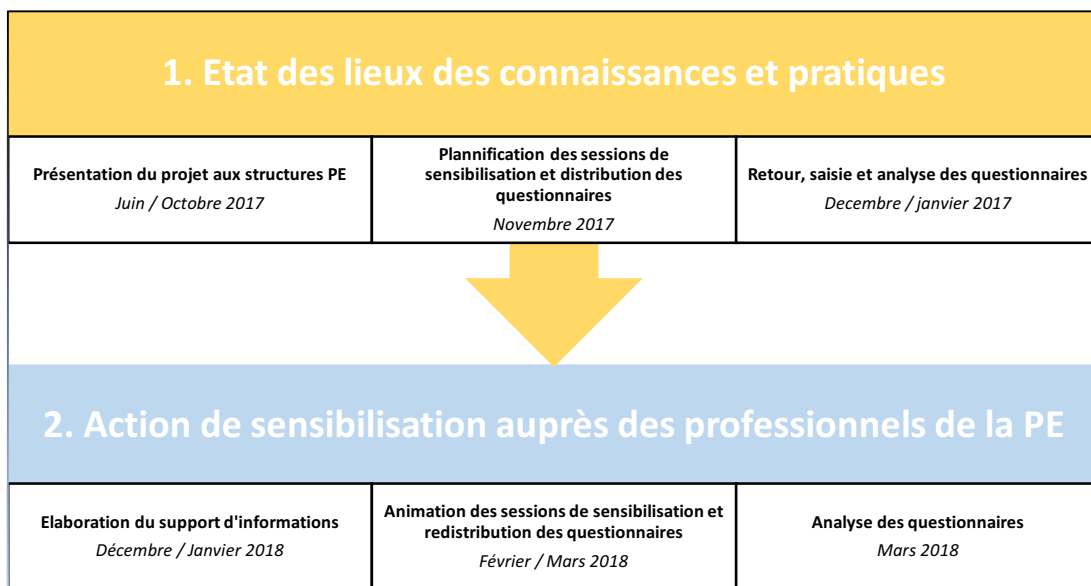 1. Etat des lieux des connaissances et pratiques
Présentation du projet aux structures PE
Juin / Octobre 2017
Plannification des sessions de
sensibilisation et distribution des
questionnaires
Novembre 2017
Retour, saisie et analyse des questionnaires
Decembre / janvier 2017
2. Action de sensibilisation auprès des professionnels de la PE
Elaboration du support d'informations
Décembre / Janvier 2018
Animation des sessions de sensibilisation et
redistribution des questionnaires
Février / Mars 2018
Analyse des questionnaires
Mars 2018